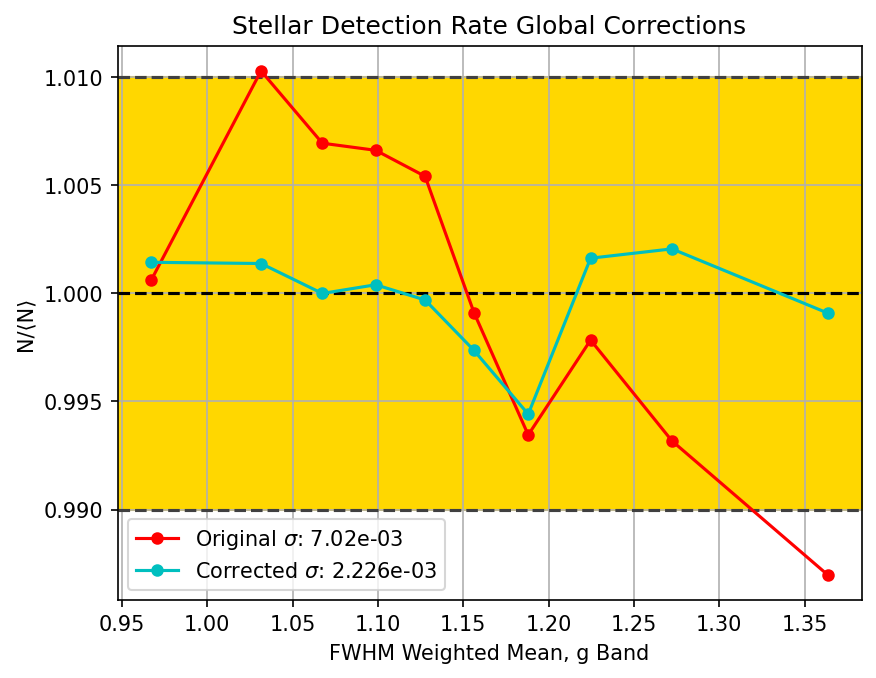 Stellar Detection Rate Global Corrections
N/⟨N⟩
1.010
1.005
1.000
0.995
0.990
Original σ: 7.02e-03
Corrected σ: 2.226e-03
0.95 1.00 1.05 1.10 1.15 1.20 1.25 1.30 1.35
FWHM Weighted Mean, g Band